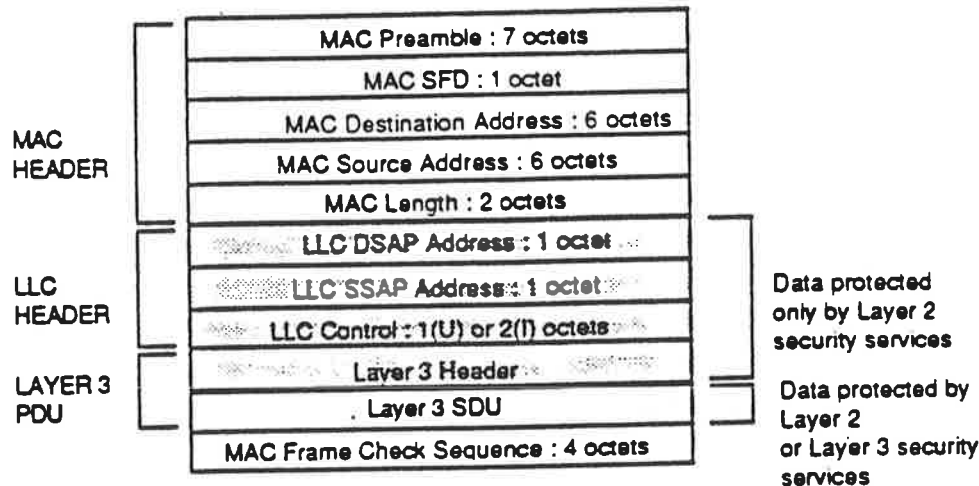 MAC Preamble : 7 octets
MAC SFD : 1 octet
MAC Destination Address : 6 octets
MAC Source Address : 6 octets
MAC Length : 2 octets
LLC DSAP Address : 1 octet
LLC SSAP Address : 1 octet
LLC Control : 1(U) or 2(I) octets
Layer 3 Header
Layer 3 SDU
MAC Frame Check Sequence : 4 octets
MAC
HEADER
LLC
HEADER
LAYER 3
PDU
Data protected
only by Layer 2
security services
Data protected by
Layer 2
or Layer 3 security
services